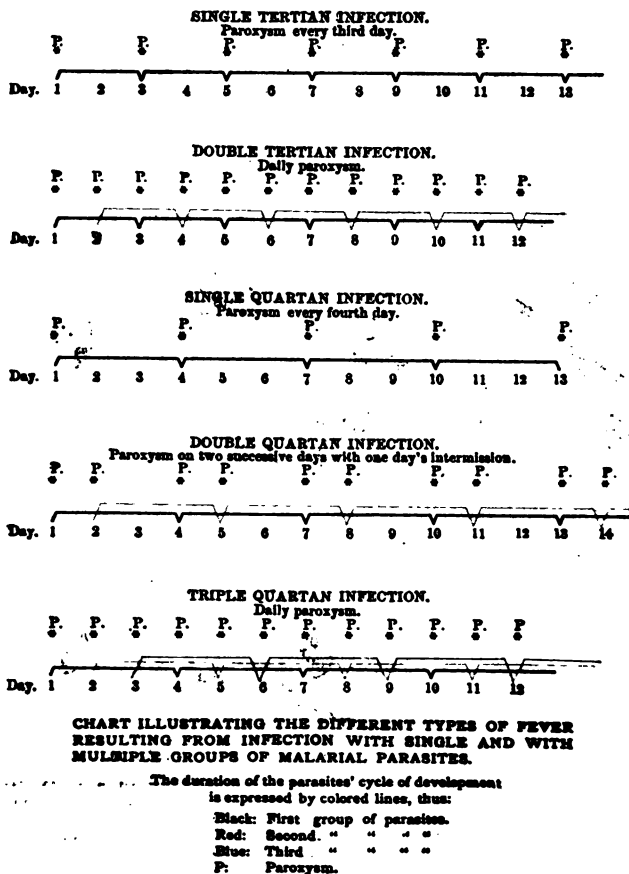 SINGLE TERTIAN INFECTION.
Paroxysm every third day.
P. P. P. P. P. P. P.
Day. 1 2 3 4 5 6 7 8 9 10 11 12 13
DOUBLE TERTIAN INFECTION.
Daily paroxysm.
P. P. P. P. P. P. P. P. P. P. P. P.
Day. 1 2 3 4 5 6 7 8 9 10 11 12
SINGLE QUARTAN INFECTION.
Paroxysm every fourth day.
P. P. P. P. P.
Day. 1 2 3 4 5 6 7 8 9 10 11 12 13
DOUBLE QUARTAN INFECTION.
Paroxysm on two successive days with one day's intermission.
P. P. P. P. P. P. P. P. P. P.
Day. 1 2 3 4 5 6 7 8 9 10 11 12 13 14
TRIPLE QUARTAN INFECTION.
Daily paroxysm.
P. P. P. P. P. P. P. P. P. P. P. P
Day. 1 2 3 4 5 6 7 8 9 10 11 12
CHART ILLUSTRATING THE DIFFERENT TYPES OF FEVER
RESULTING FROM INFECTION WITH SINGLE AND WITH
MULTIPLE GROUPS OF MALARIAL PARASITES.
The duration of the parasites' cycle of development
is expressed by colored lines, thus:
Black: First group of parasites.
Red: Second. " " " "
Blue: Third " " " "
P: Paroxysm.